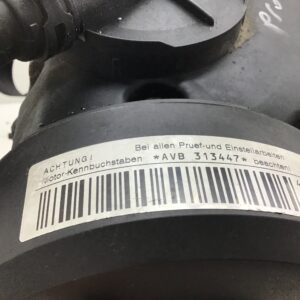 ACHTUNG! Bei allen Pruef-und Einstellarbeiten
Motor-Kennbuchstaben *AVB 313447* beachten!